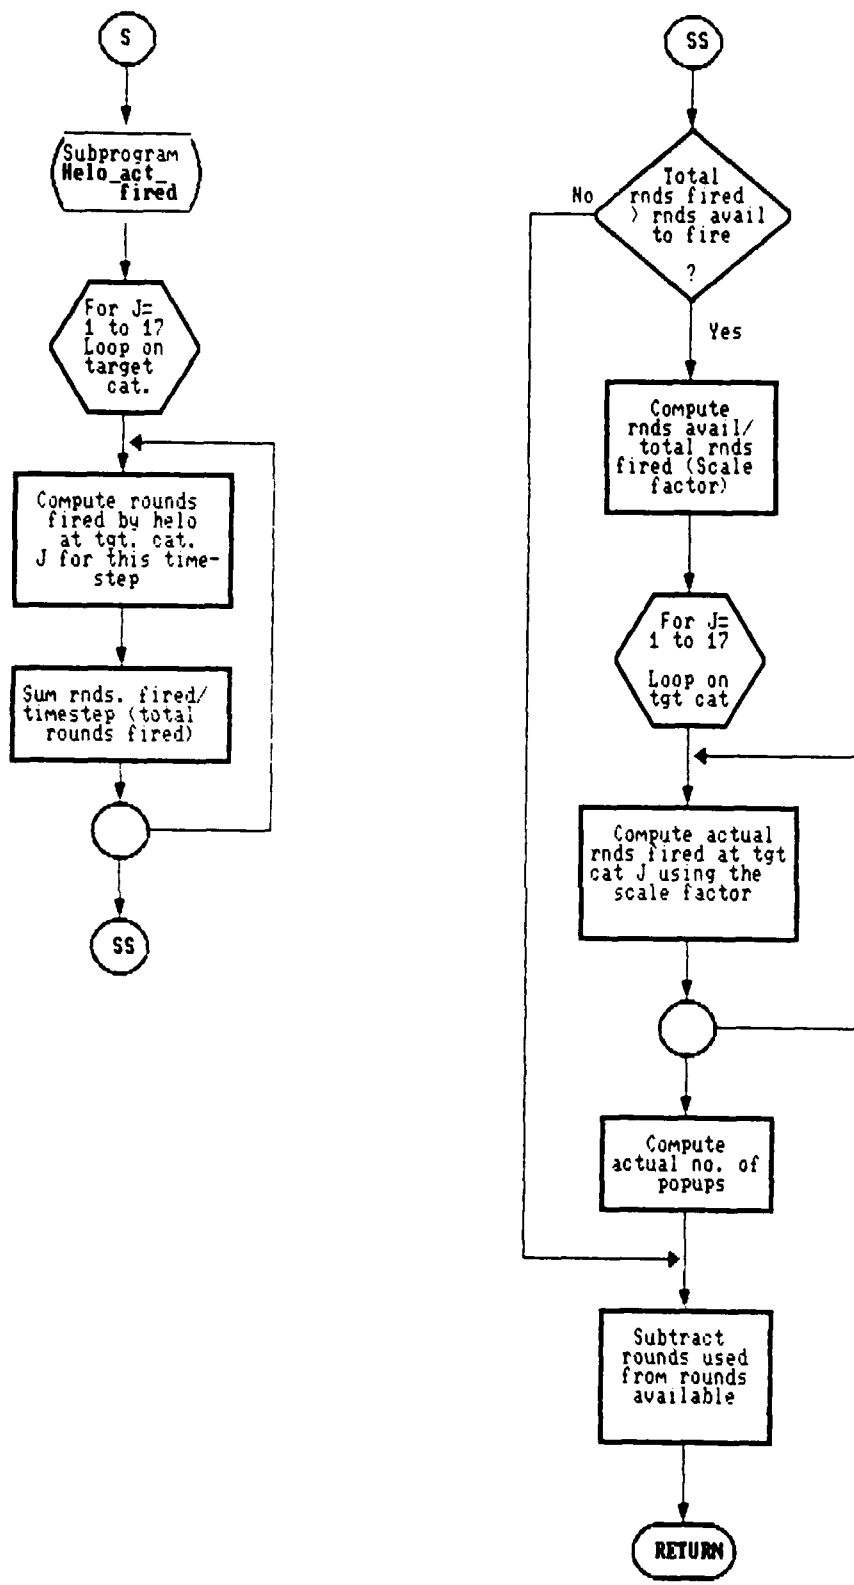 S
Subprogram
Helo_act_
fired
For J=
1 to 17
Loop on
target
cat.
Compute rounds
fired by helo
at tgt. cat.
J for this time-
step
Sum rnds. fired/
timestep (total
rounds fired)
SS
SS
Total
rnds fired
> rnds avail
to fire
?
No
Yes
Compute
rnds avail/
total rnds
fired (Scale
factor)
For J=
1 to 17
Loop on
tgt cat
Compute actual
rnds fired at tgt
cat J using the
scale factor
Compute
actual no. of
popups
Subtract
rounds used
from rounds
available
RETURN